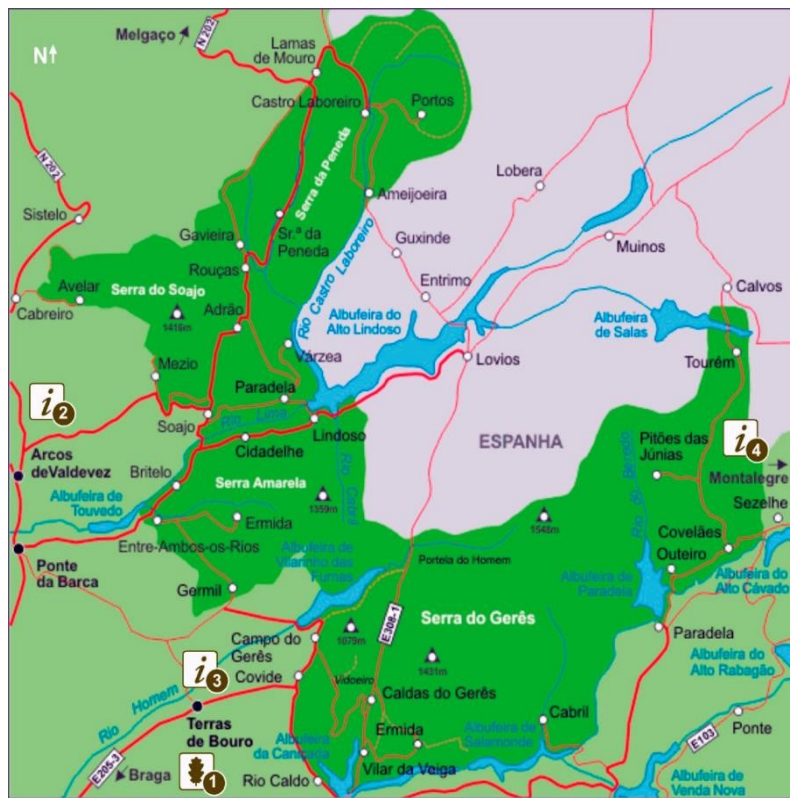 Melgaço
N 202
N
Lamas
de Mouro
Castro Laboreiro
Portos
N 202
Serra da Peneda
Lobera
Ameijoeira
Sistelo
Sr.ª da
Peneda
Gavieira
Guxinde
Muinos
Rouças
Rio Castro Laboreiro
Entrimo
Calvos
Avelar
Serra do Soajo
1416m
Cabreiro
Adrão
Albufeira do
Alto Lindoso
Albufeira
de Salas
Várzea
Lovios
Tourém
Mezio
Paradela
i 2
Soajo
Rio Lima
Lindoso
Cidadelhe
ESPANHA
Pitões das
Júnias
i 4
Montalegre
Arcos
deValdevez
Britelo
Serra Amarela
1359m
Rio Cabril
Rio do Beredo
Sezelhe
Albufeira de
Touvedo
Ermida
1548m
Entre-Ambos-os-Rios
Covelães
Outeiro
Ponte
da Barca
Albufeira de
Vilarinho das
Furnas
Portela do Homem
Albufeira de
Paradela
Albufeira do
Alto Cávado
Germil
E308-1
Serra do Gerês
Campo do
Gerês
1079m
Paradela
Albufeira do
Alto Rabagão
i 3
Covide
Vidoeiro
1431m
Rio Homem
Caldas do Gerês
Terras
de Bouro
Ermida
Cabril
Ponte
E103
Albufeira
da Caniçada
Albufeira de
Salamonde
E205-3
Braga
1
Rio Caldo
Vilar da Veiga
Albufeira de
Venda Nova